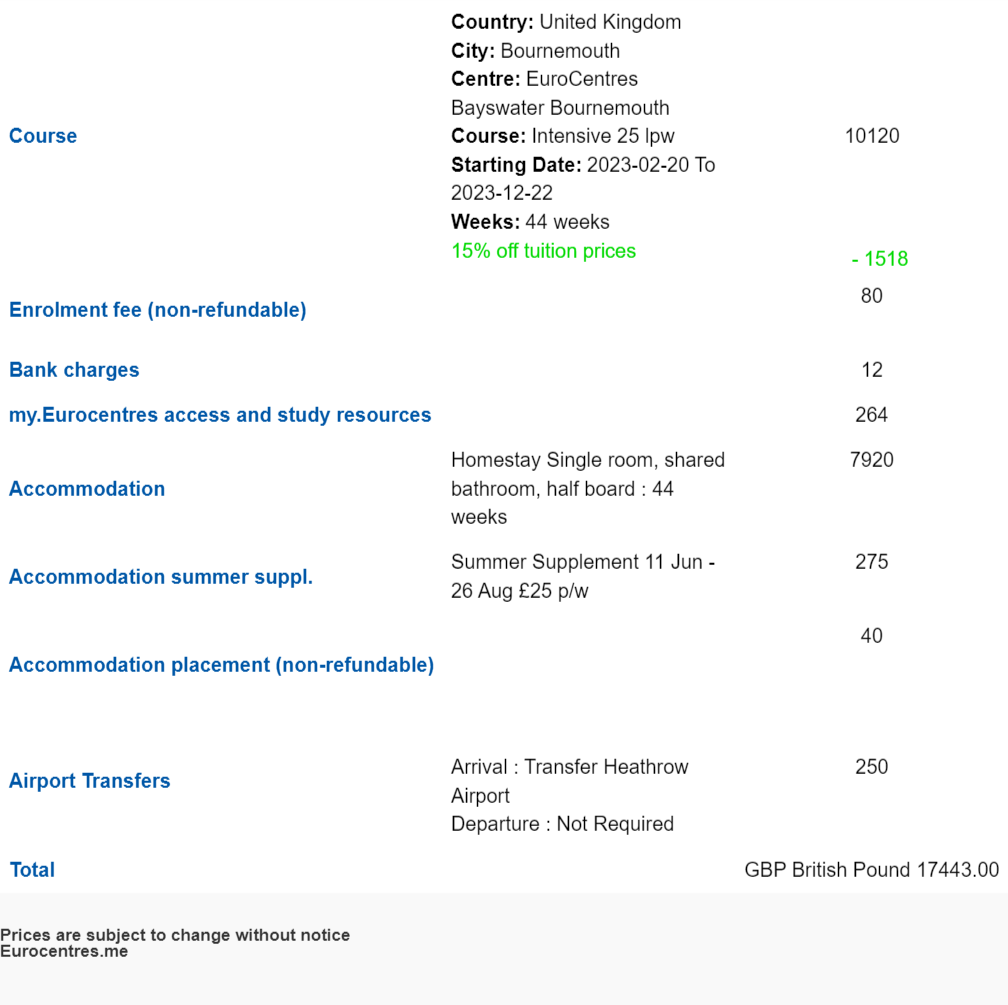 Country: United Kingdom
City: Bournemouth
Centre: EuroCentres
Bayswater Bournemouth
Course
Course: Intensive 25 lpw
10120
Starting Date: 2023-02-20 To
2023-12-22
Weeks: 44 weeks
15% off tuition prices
- 1518
Enrolment fee (non-refundable)
80
Bank charges
12
my.Eurocentres access and study resources
264
Accommodation
Homestay Single room, shared
bathroom, half board : 44
weeks
7920
Accommodation summer suppl.
Summer Supplement 11 Jun -
26 Aug £25 p/w
275
Accommodation placement (non-refundable)
40
Airport Transfers
Arrival : Transfer Heathrow
Airport
Departure : Not Required
250
Total
GBP British Pound 17443.00
Prices are subject to change without notice
Eurocentres.me